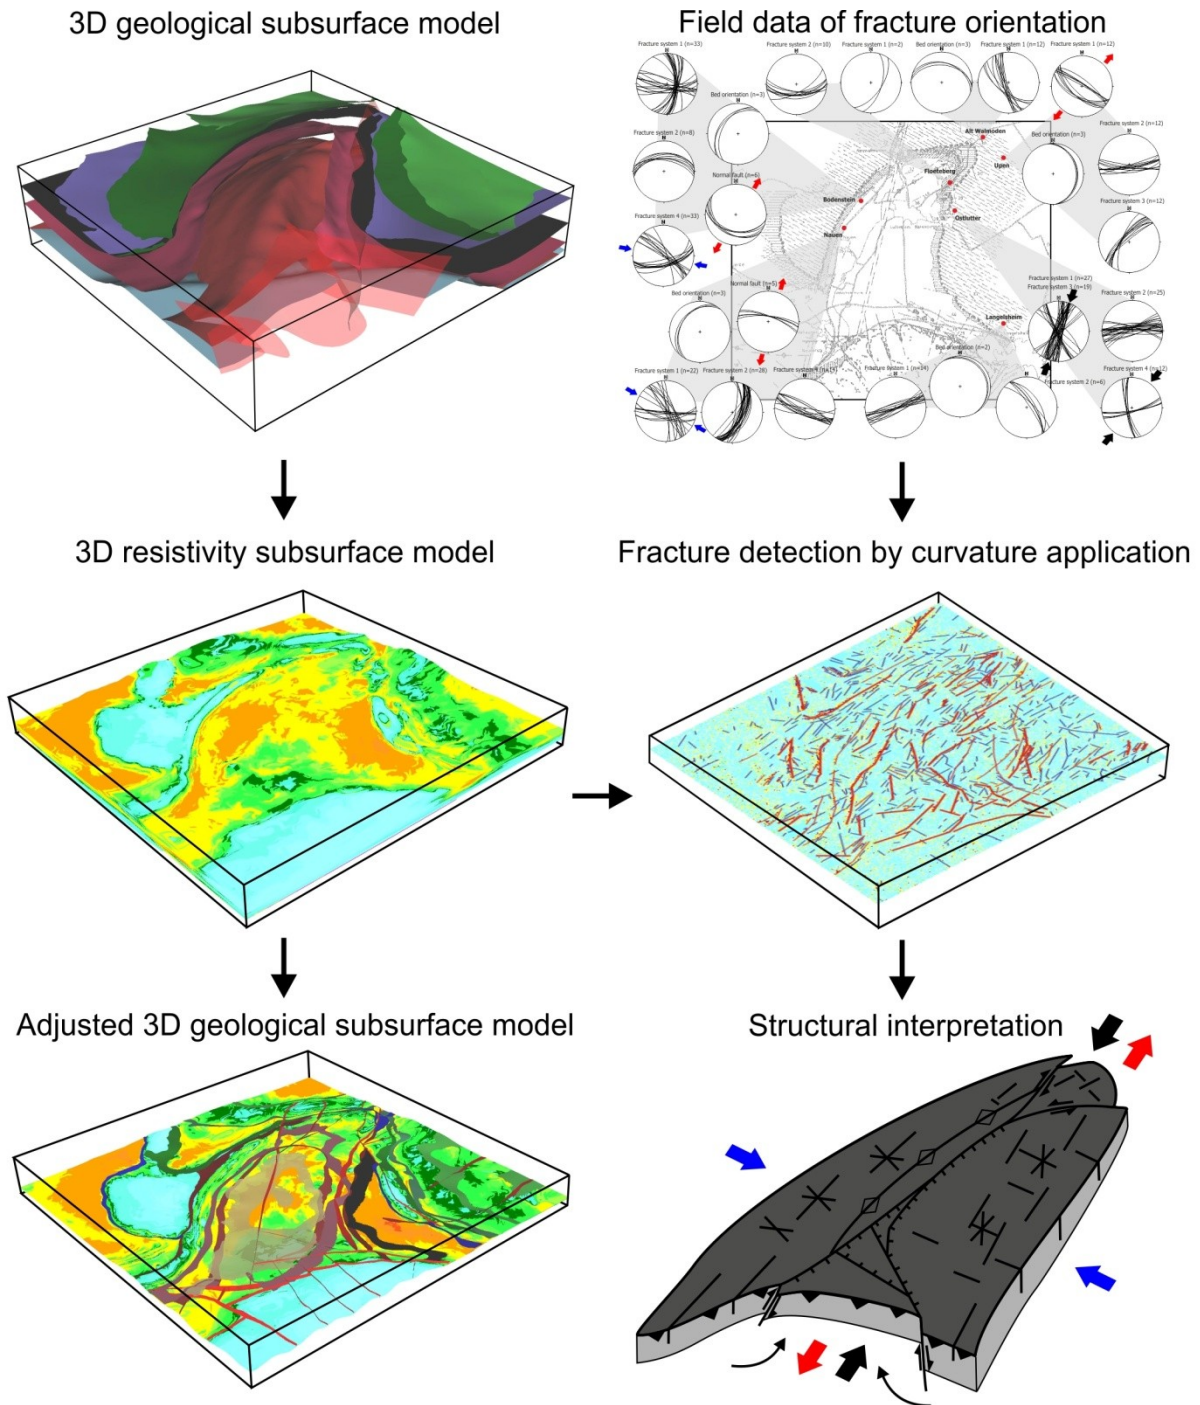 3D geological subsurface model
Field data of fracture orientation
Fracture system 1 (n=33)
Fracture system 2 (n=10)
Fracture system 1 (n=2)
Bed orientation (n=3)
Fracture system 1 (n=12)
Fracture system 1 (n=12)
Bed orientation (n=3)
Fracture system 2 (n=8)
Alt Walmoden
Bed orientation (n=3)
Fracture system 2 (n=12)
Upen
Normal fault (n=6)
Bodenstein
Ostlutter
Fracture system 3 (n=12)
Fracture system 4 (n=33)
Nauen
Normal fault (n=5)
Fracture system 1 (n=27)
Fracture system 3 (n=19)
Bed orientation (n=3)
Fracture system 2 (n=25)
Langelsheim
Bed orientation (n=2)
Fracture system 1 (n=22)
Fracture system 2 (n=28)
Fracture system 1 (n=14)
Fracture system 2 (n=6)
Fracture system 4 (n=12)
3D resistivity subsurface model
Fracture detection by curvature application
Adjusted 3D geological subsurface model
Structural interpretation